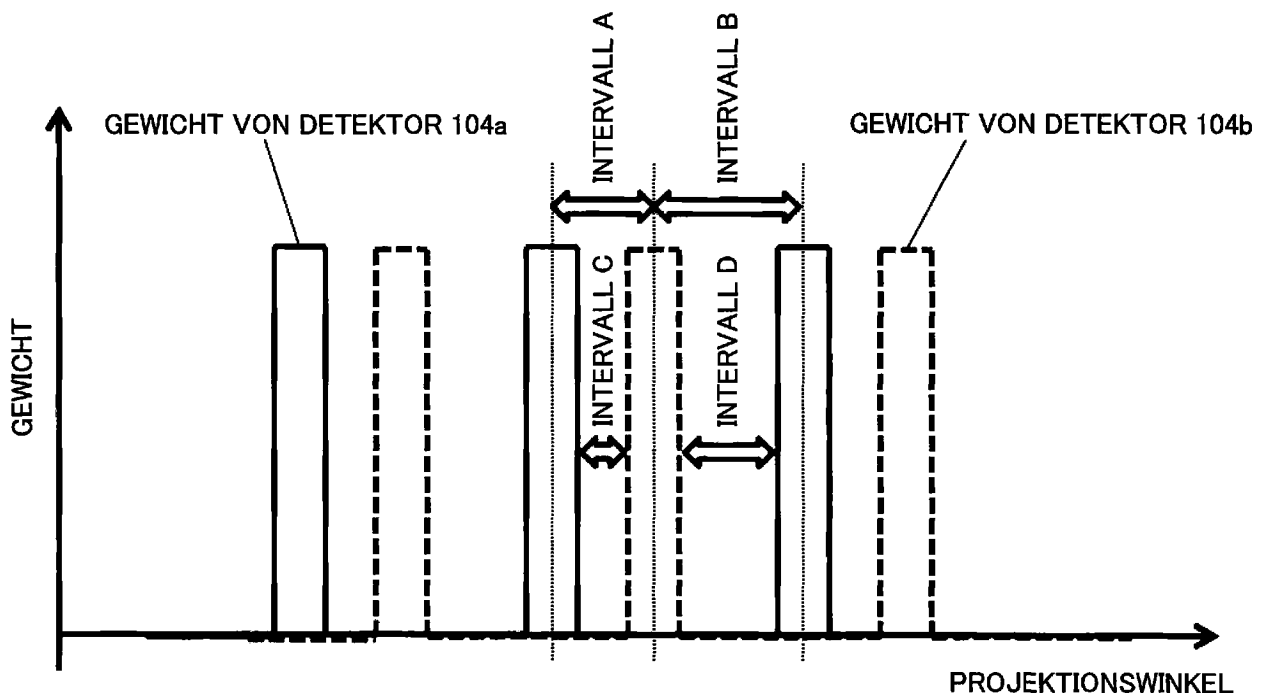 INTERVALL A
INTERVALL B
GEWICHT VON DETEKTOR 104a
GEWICHT VON DETEKTOR 104b
INTERVALL C
INTERVALL D
GEWICHT
PROJEKTIONSWINKEL